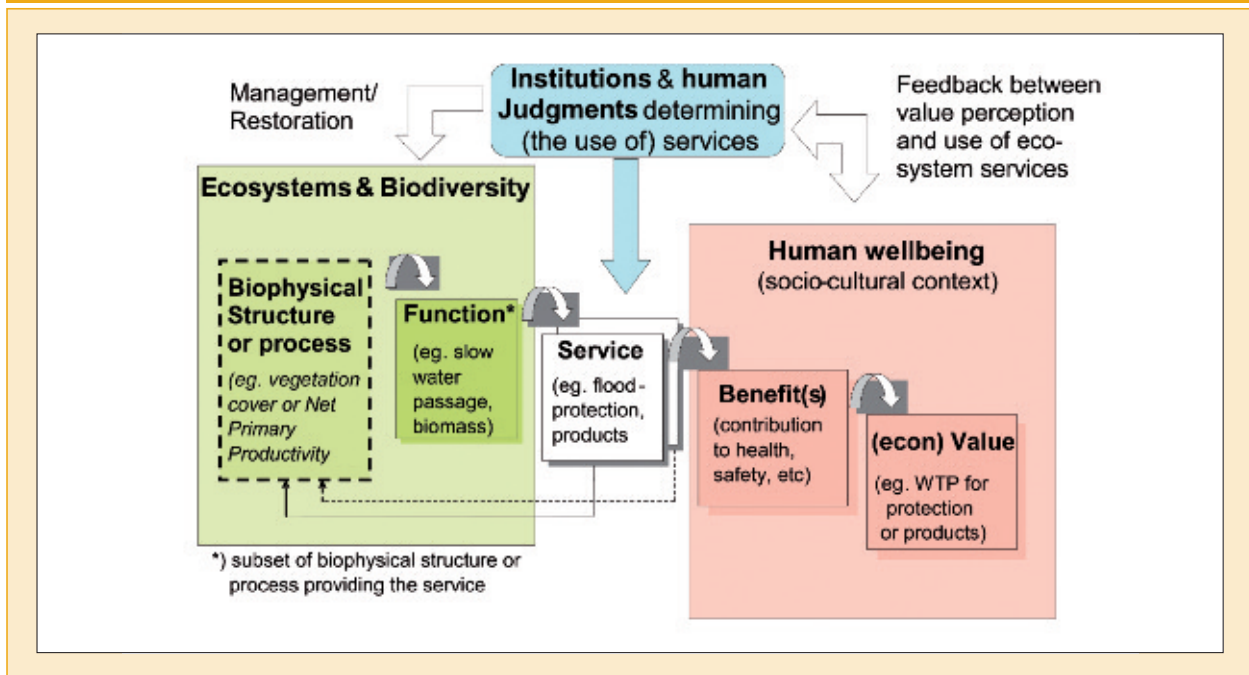 Management/
Restoration
Institutions & human
Judgments determining
(the use of) services
Feedback between
value perception
and use of eco-
system services
Ecosystems & Biodiversity
Biophysical
Structure
or process
(eg. vegetation
cover or Net
Primary
Productivity
Function*
(eg. slow
water
passage,
biomass)
Service
(eg. flood-
protection,
products
Human wellbeing
(socio-cultural context)
Benefit(s)
(contribution
to health,
safety, etc)
(econ) Value
(eg. WTP for
protection
or products)
*) subset of biophysical structure or
process providing the service